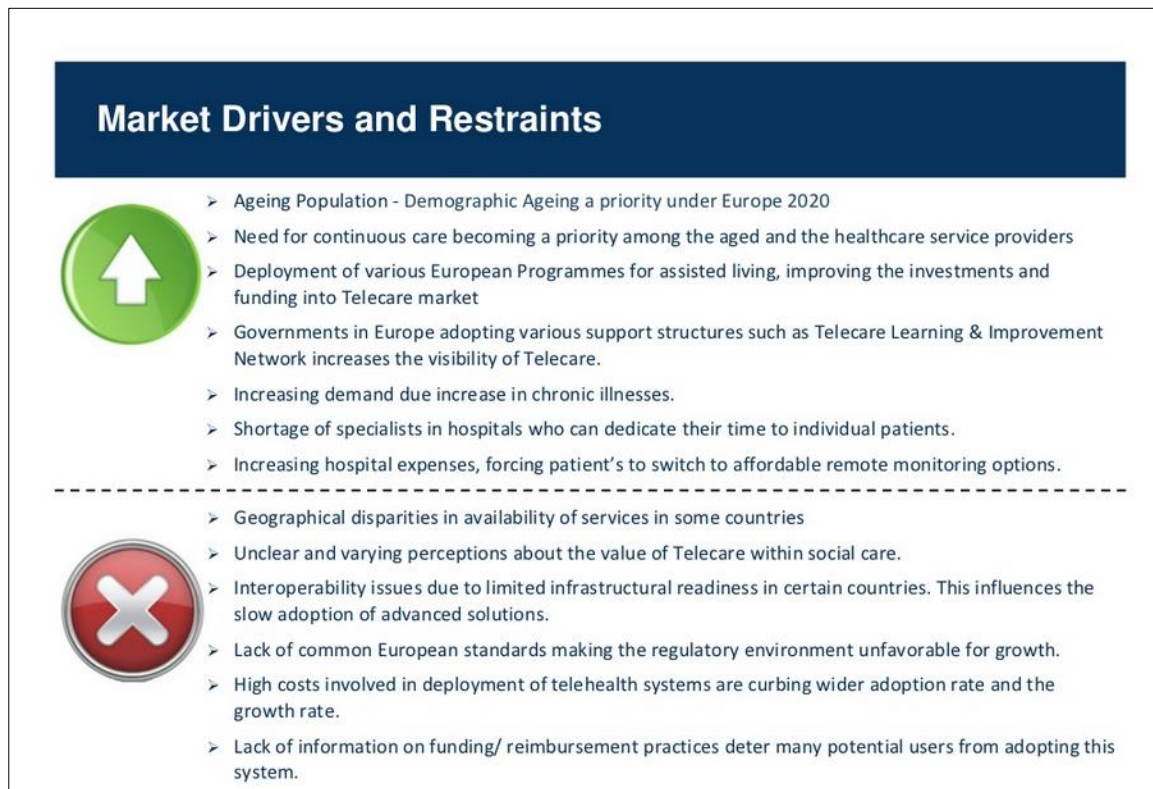 Market Drivers and Restraints
➢ Ageing Population - Demographic Ageing a priority under Europe 2020
➢ Need for continuous care becoming a priority among the aged and the healthcare service providers
➢ Deployment of various European Programmes for assisted living, improving the investments and
funding into Telecare market
➢ Governments in Europe adopting various support structures such as Telecare Learning & Improvement
Network increases the visibility of Telecare.
➢ Increasing demand due increase in chronic illnesses.
➢ Shortage of specialists in hospitals who can dedicate their time to individual patients.
➢ Increasing hospital expenses, forcing patient's to switch to affordable remote monitoring options.
➢ Geographical disparities in availability of services in some countries
➢ Unclear and varying perceptions about the value of Telecare within social care.
➢ Interoperability issues due to limited infrastructural readiness in certain countries. This influences the
slow adoption of advanced solutions.
➢ Lack of common European standards making the regulatory environment unfavorable for growth.
➢ High costs involved in deployment of telehealth systems are curbing wider adoption rate and the
growth rate.
➢ Lack of information on funding/ reimbursement practices deter many potential users from adopting this
system.